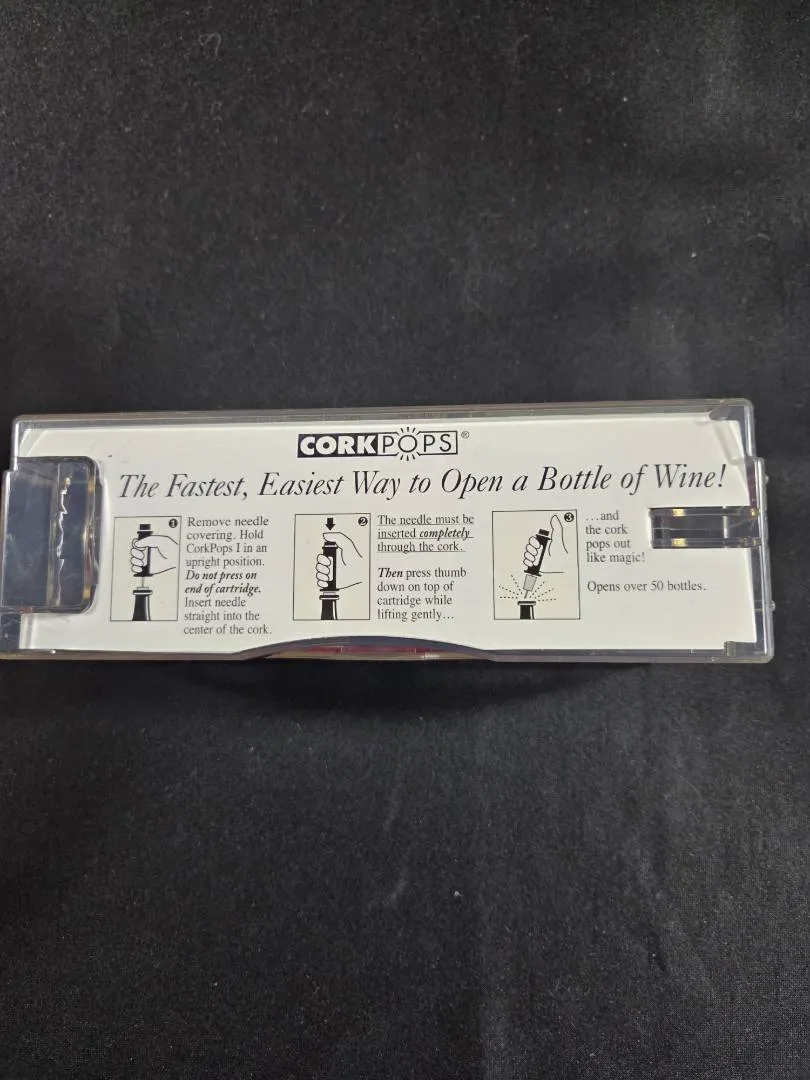 CORKPOPS®
The Fastest, Easiest Way to Open a Bottle of Wine!
1
Remove needle
covering. Hold
CorkPops I in an
upright position.
Do not press on
end of cartridge.
Insert needle
straight into the
center of the cork.
2
The needle must be
inserted completely
through the cork.
Then press thumb
down on top of
cartridge while
lifting gently...
3
...and
the cork
pops out
like magic!
Opens over 50 bottles.